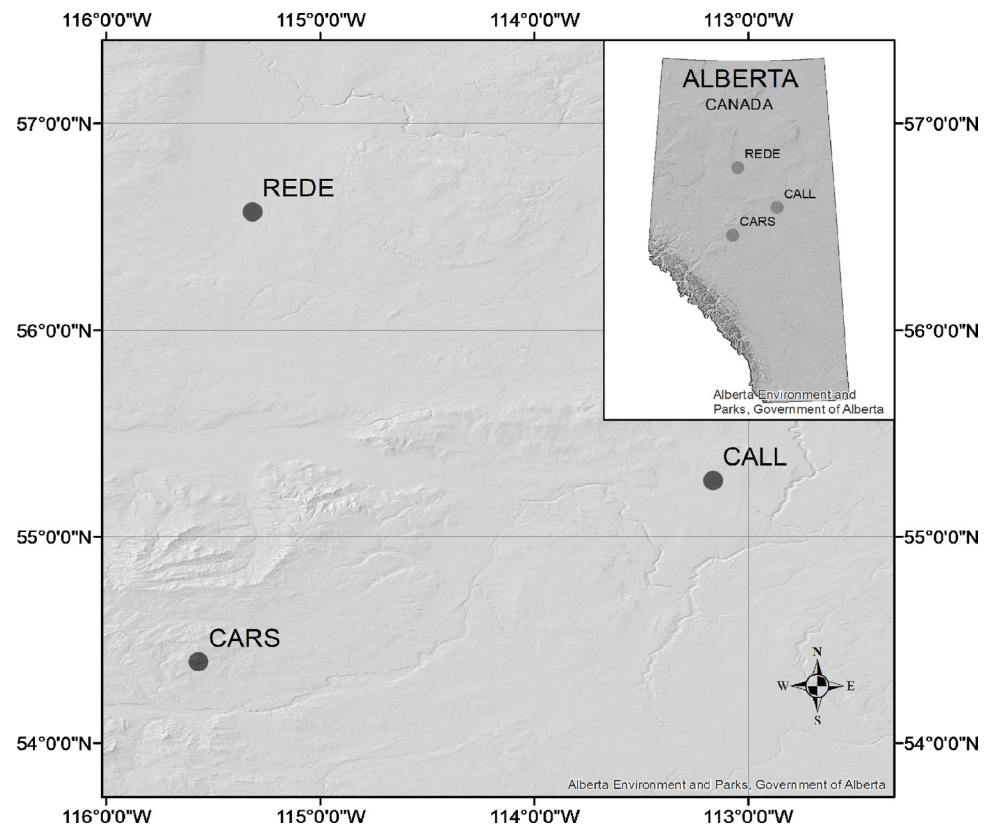 116°0'0"W 115°0'0"W 114°0'0"W 113°0'0"W
ALBERTA
CANADA
57°0'0"N 57°0'0"N
REDE
REDE
CALL
CARS
56°0'0"N 56°0'0"N
Alberta Environment and
Parks, Government of Alberta
CALL
55°0'0"N 55°0'0"N
CARS
N
W E
S
54°0'0"N 54°0'0"N
Alberta Environment and Parks, Government of Alberta
116°0'0"W 115°0'0"W 114°0'0"W 113°0'0"W